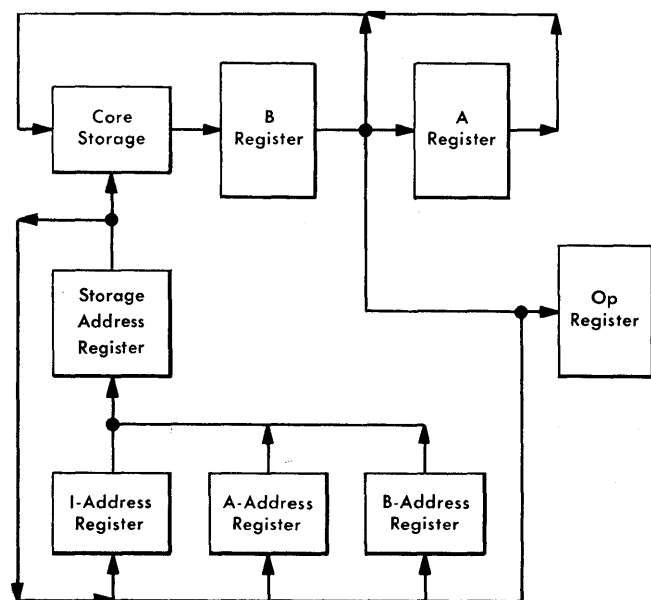 Core
Storage
B
Register
A
Register
Storage
Address
Register
Op
Register
I-Address
Register
A-Address
Register
B-Address
Register